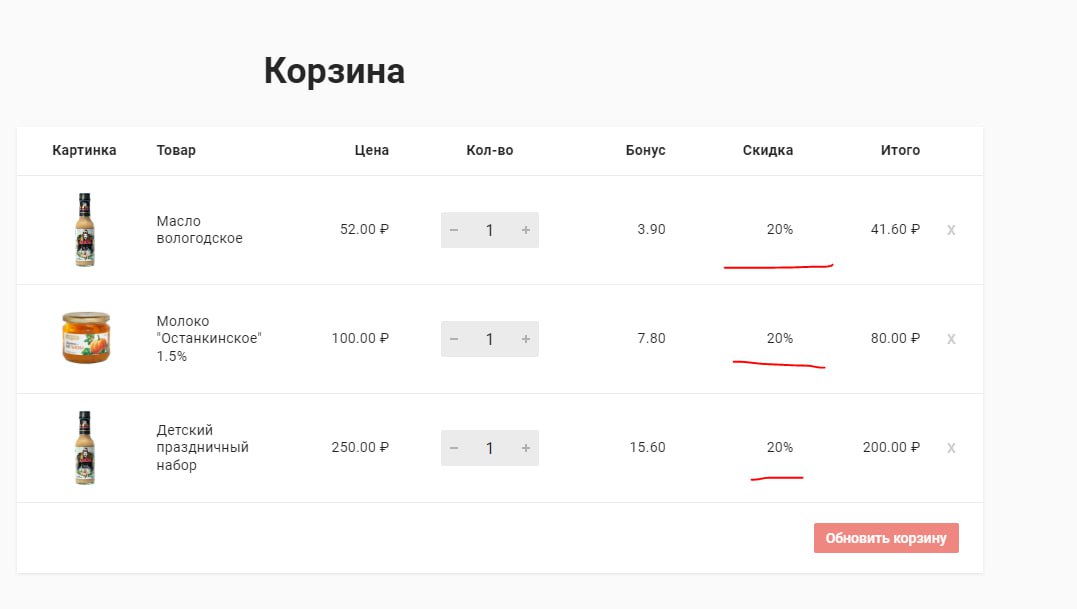 Корзина
Картинка Товар Цена Кол-во Бонус Скидка Итого
Масло
вологодское
52.00 ₽ − 1 + 3.90 20% 41.60 ₽ x
Молоко
"Останкинское"
1.5%
100.00 ₽ − 1 + 7.80 20% 80.00 ₽ x
Детский
праздничный
набор
250.00 ₽ − 1 + 15.60 20% 200.00 ₽ x
Обновить корзину